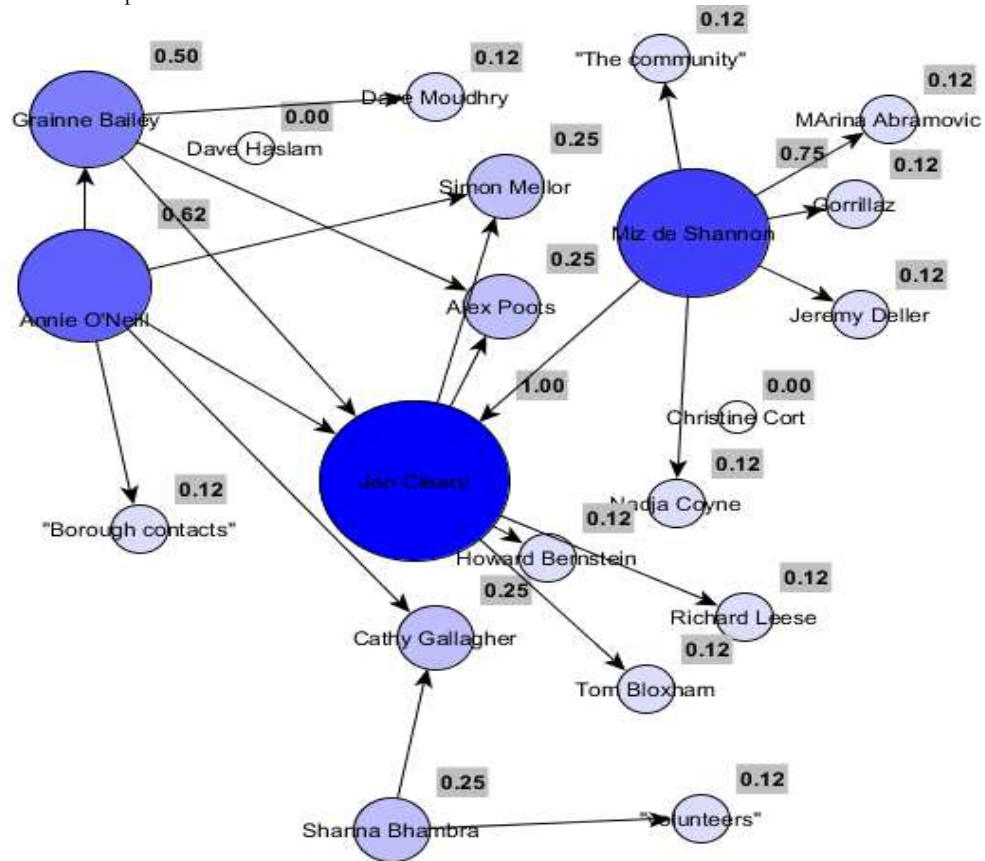 0.12
0.50
"The community"
0.12
0.12
Grainne Bailey
Dave Moudhry
0.00
MArina Abramovic
Dave Haslam
0.25
0.75
0.12
Simon Mellor
Gorrillaz
0.62
Miz de Shannon
0.25
0.12
Annie O'Neill
Alex Poots
Jeremy Deller
1.00
0.00
Christine Cort
0.12
Jen Cleary
0.12
Nadja Coyne
0.12
"Borough contacts"
Howard Bernstein
0.12
0.25
Richard Leese
Cathy Gallagher
0.12
Tom Bloxham
0.25
0.12
Shanna Bhambra
"Volunteers"